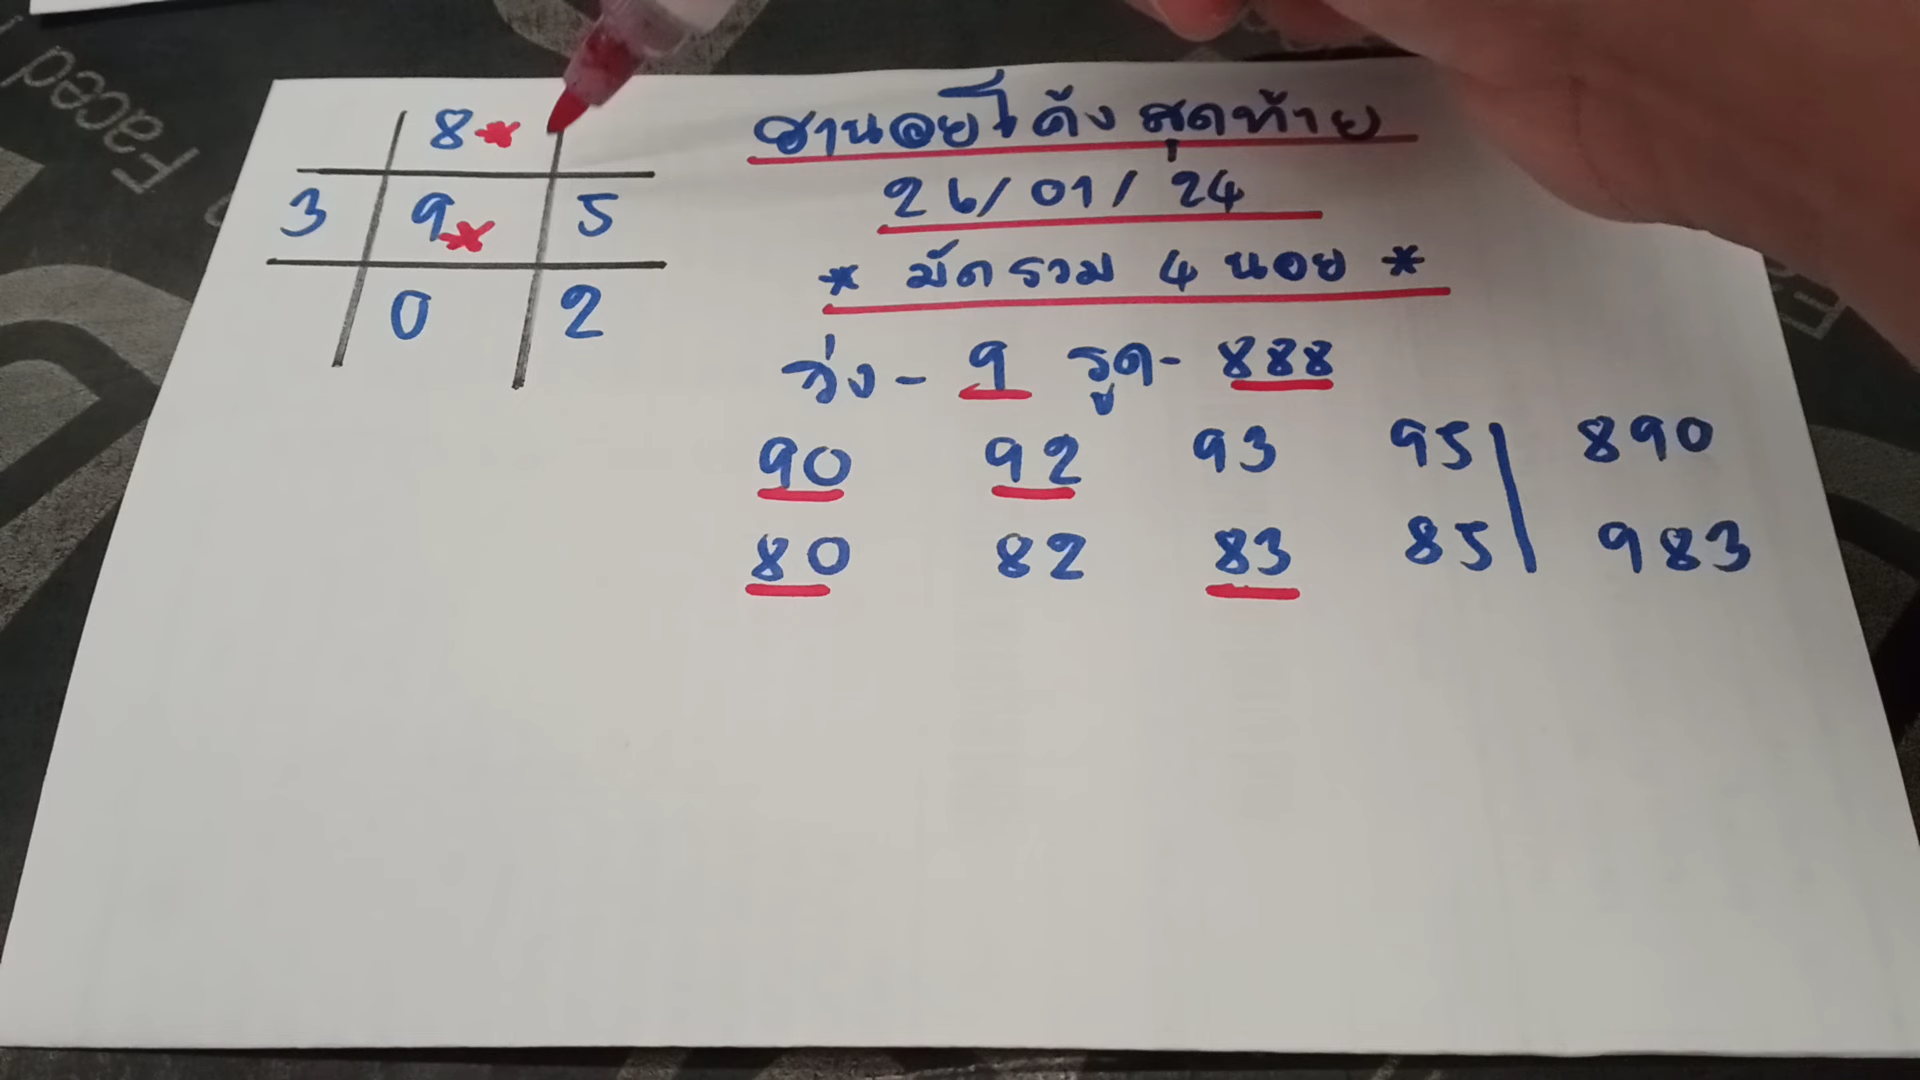 8*
3 9* 5
0 2
ฮานอยโค้งสุดท้าย
26/01/24
* มัดรวม 4 นอย *
วิ่ง - 9 รูด - 888
90 92 93 95 | 890
80 82 83 85 | 983
Faced